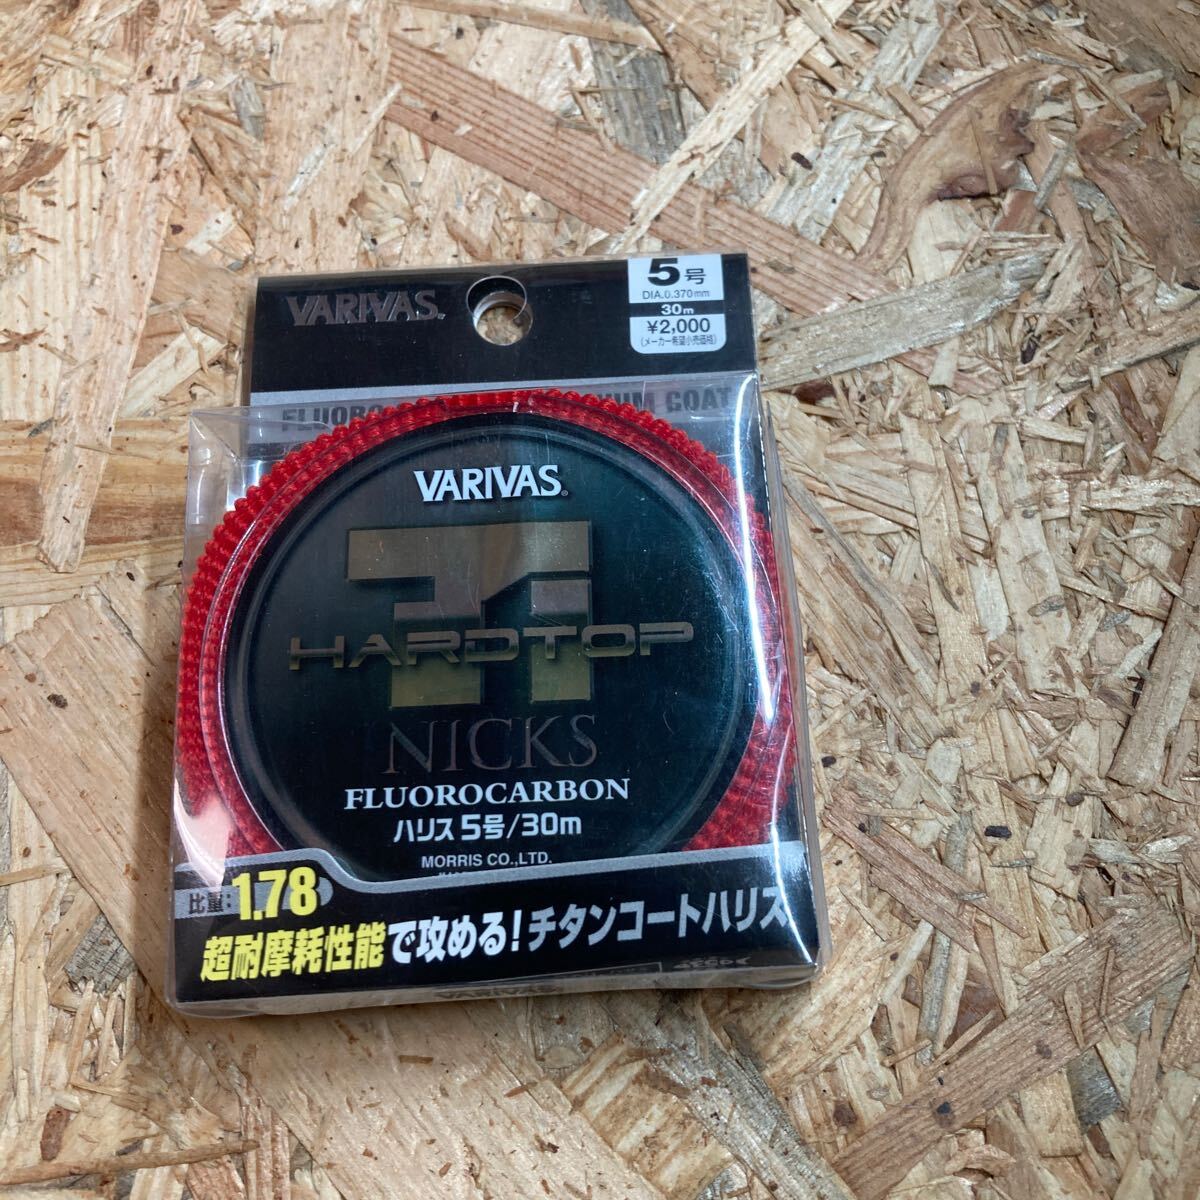 VARIVAS®
5号
DIA.0.370mm
30m
¥2,000
(メーカー希望小売価格)
COAT
VARIVAS®
Ti
HARDTOP
NICKS
FLUOROCARBON
ハリス5号/30m
MORRIS CO.,LTD.
比重:1.78
超耐摩耗性能で攻める!チタンコートハリス
VARIVAS